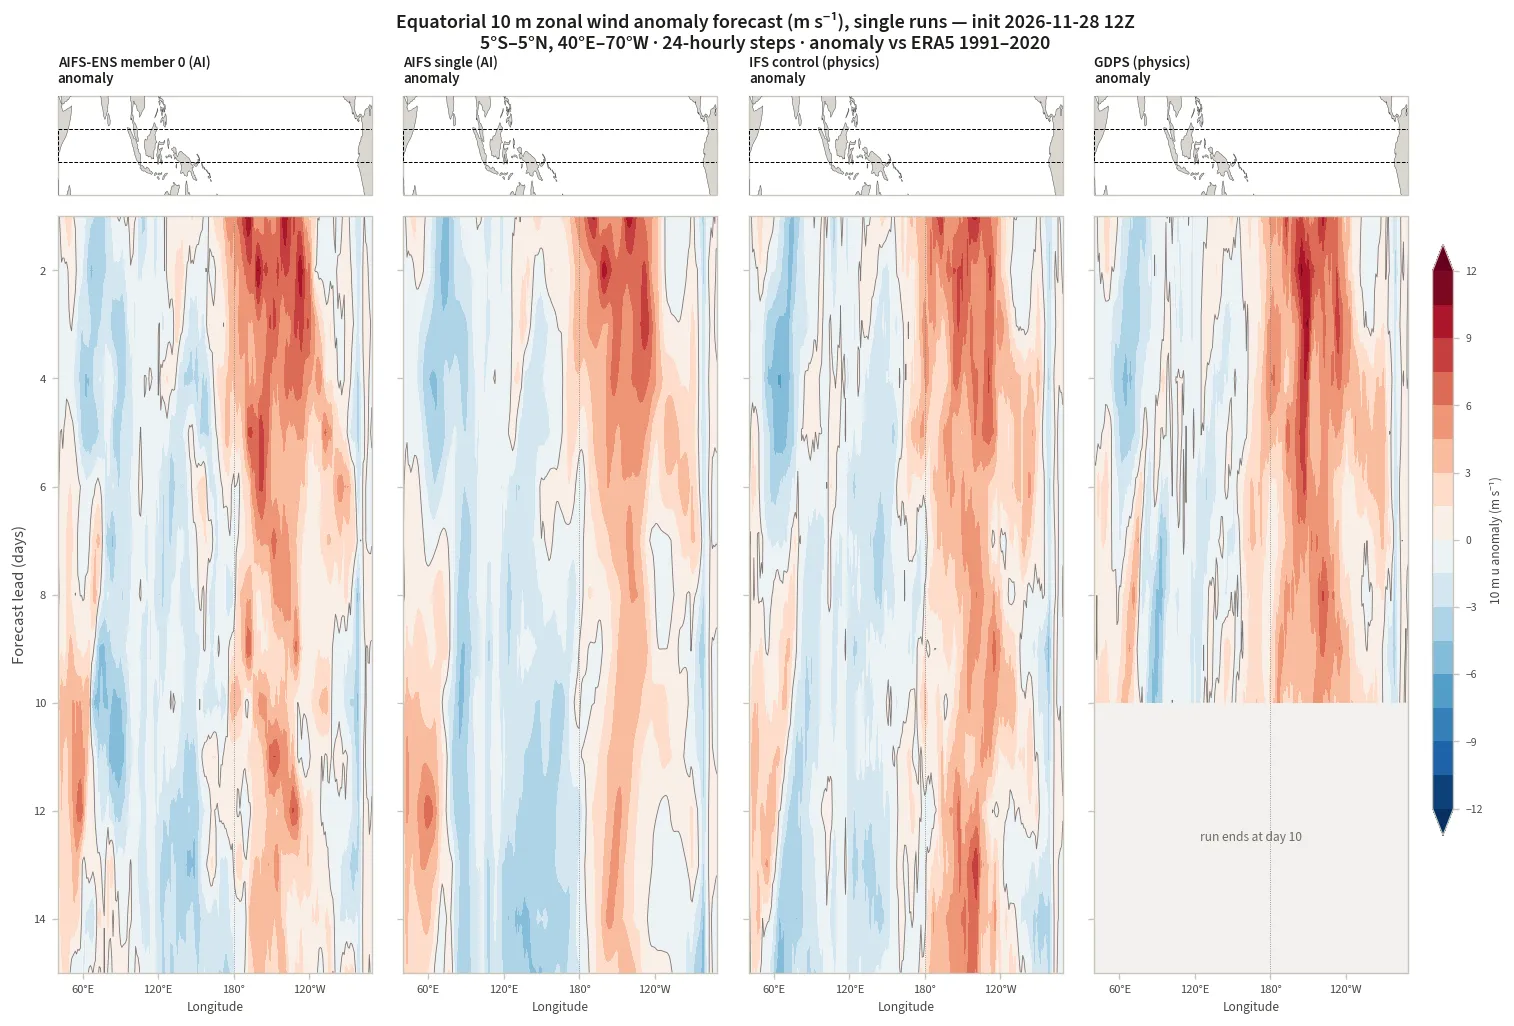 Equatorial 10 m zonal wind anomaly forecast (m s⁻¹), single runs — init 2026-11-28 12Z
5°S–5°N, 40°E–70°W · 24-hourly steps · anomaly vs ERA5 1991–2020
AIFS-ENS member 0 (AI)
anomaly
AIFS single (AI)
anomaly
IFS control (physics)
anomaly
GDPS (physics)
anomaly
Forecast lead (days)
2
4
6
8
10
12
14
60°E
120°E
180°
120°W
Longitude
60°E
120°E
180°
120°W
Longitude
60°E
120°E
180°
120°W
Longitude
run ends at day 10
60°E
120°E
180°
120°W
Longitude
12
9
6
3
0
−3
−6
−9
−12
10 m u anomaly (m s⁻¹)